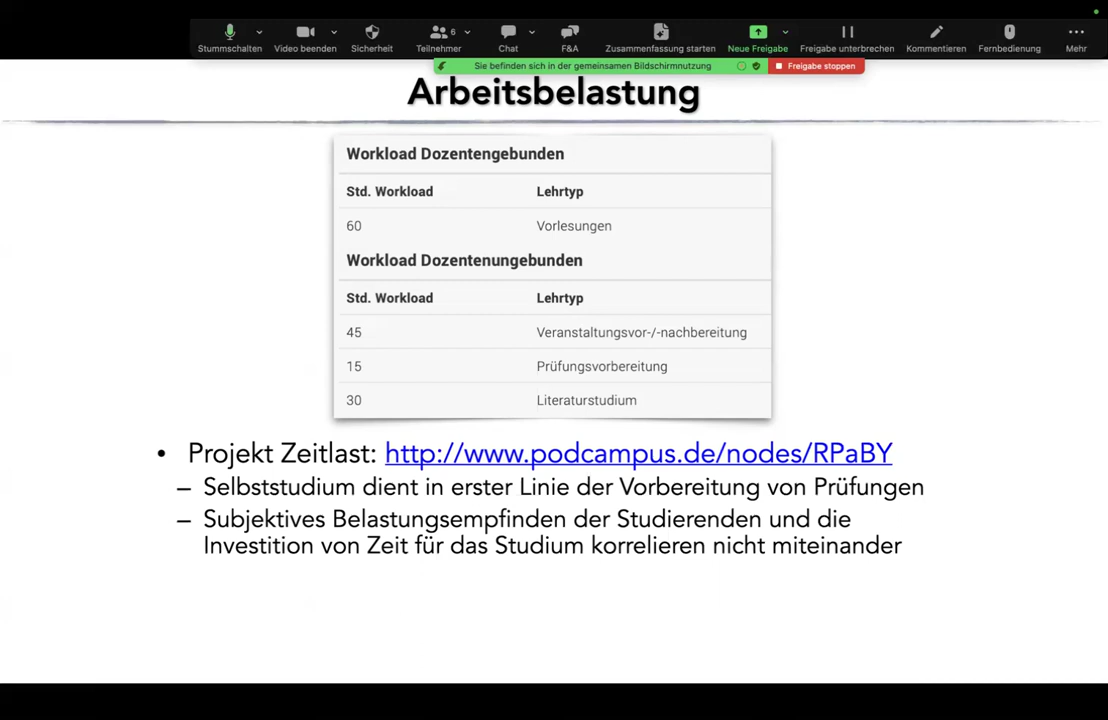 Stummschalten
Video beenden
Sicherheit
6
Teilnehmer
Chat
F&A
Zusammenfassung starten
Neue Freigabe
Freigabe unterbrechen
Kommentieren
Fernbedienung
Mehr
Sie befinden sich in der gemeinsamen Bildschirmnutzung
Freigabe stoppen
Arbeitsbelastung
Workload Dozentengebunden
Std. Workload Lehrtyp
60 Vorlesungen
Workload Dozentenungebunden
Std. Workload Lehrtyp
45 Veranstaltungsvor-/-nachbereitung
15 Prüfungsvorbereitung
30 Literaturstudium
• Projekt Zeitlast: http://www.podcampus.de/nodes/RPaBY
– Selbststudium dient in erster Linie der Vorbereitung von Prüfungen
– Subjektives Belastungsempfinden der Studierenden und die
Investition von Zeit für das Studium korrelieren nicht miteinander